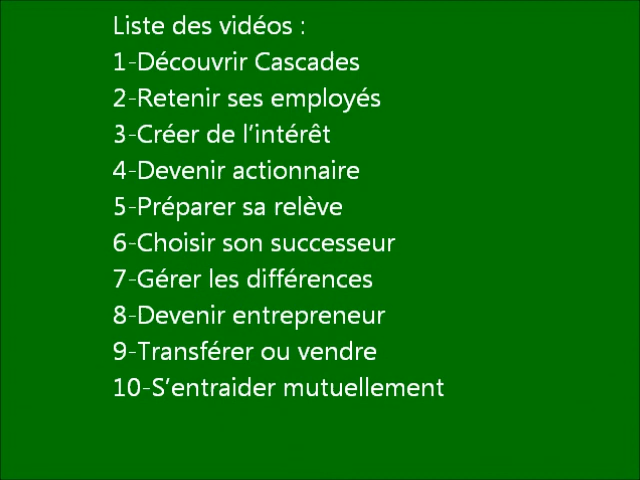 Liste des vidéos :
1-Découvrir Cascades
2-Retenir ses employés
3-Créer de l’intérêt
4-Devenir actionnaire
5-Préparer sa relève
6-Choisir son successeur
7-Gérer les différences
8-Devenir entrepreneur
9-Transférer ou vendre
10-S’entraider mutuellement